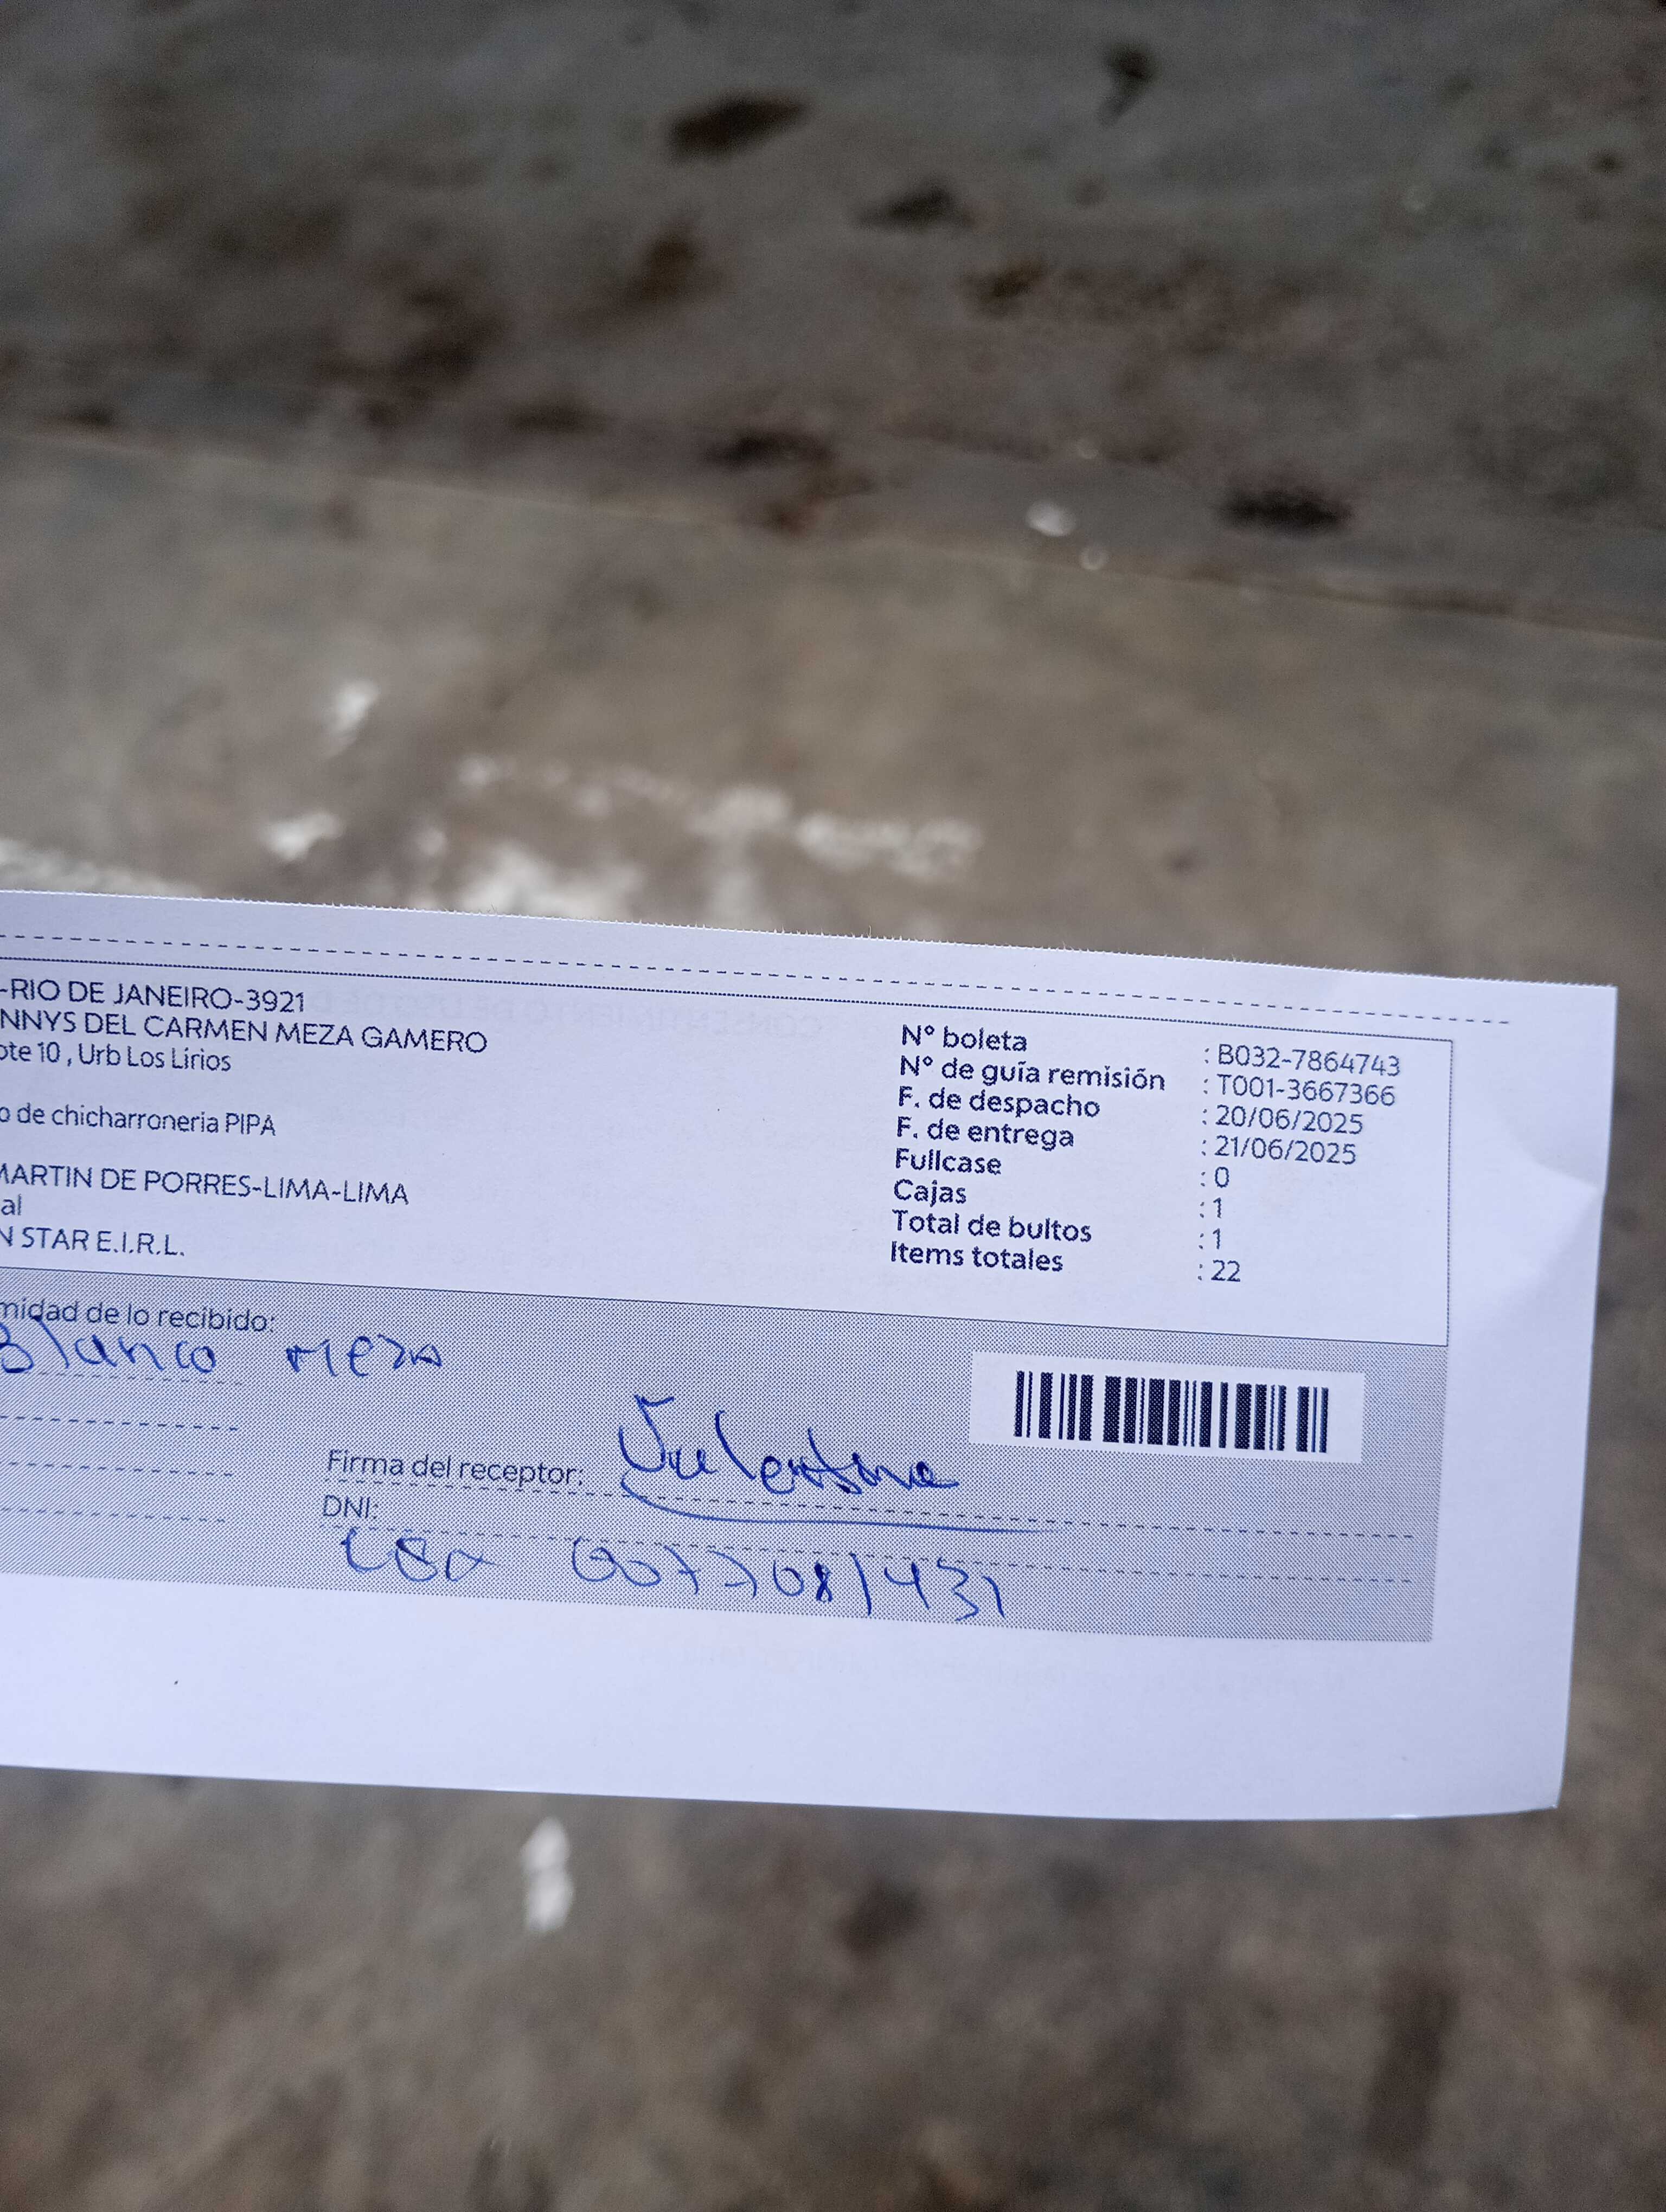 -RIO DE JANEIRO-3921
NNYS DEL CARMEN MEZA GAMERO
ote 10 , Urb Los Lirios
o de chicharroneria PIPA
MARTIN DE PORRES-LIMA-LIMA
al
N STAR E.I.R.L.
Nº boleta : B032-7864743
Nº de guía remisión : T001-3667366
F. de despacho : 20/06/2025
F. de entrega : 21/06/2025
Fullcase : 0
Cajas : 1
Total de bultos : 1
Items totales : 22
midad de lo recibido:
Blanco Meza
Firma del receptor: Valentina
DNI: